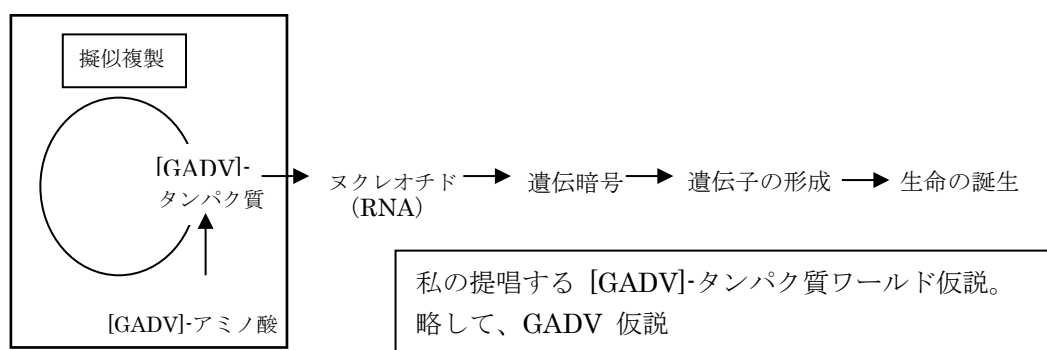 擬似複製
[GADV]-
タンパク質
[GADV]-アミノ酸
ヌクレオチド
(RNA)
遺伝暗号
遺伝子の形成
生命の誕生
私の提唱する [GADV]-タンパク質ワールド仮説。
略して、GADV 仮説